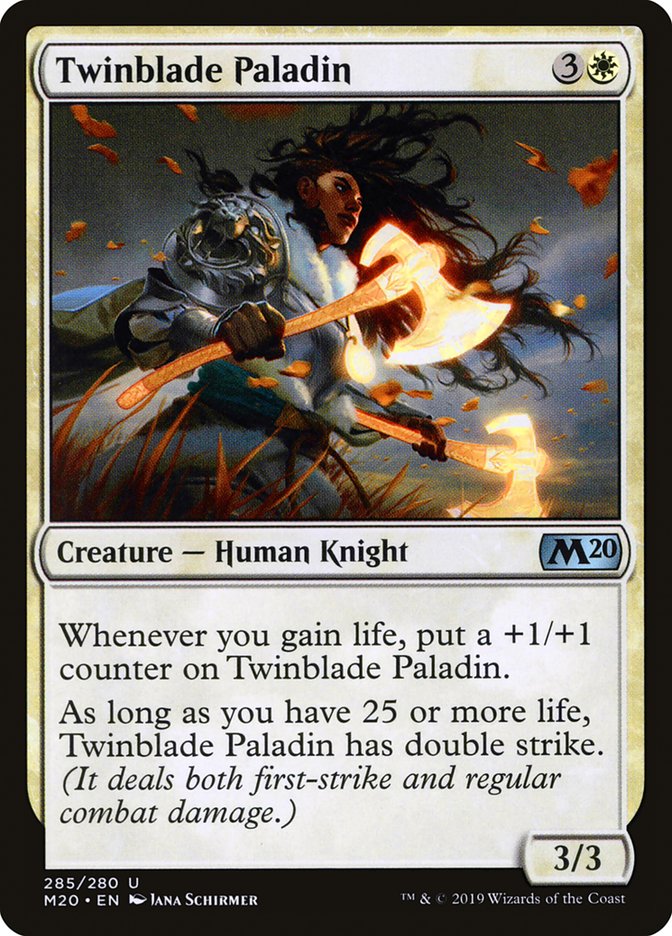 Twinblade Paladin 3
Creature — Human Knight M20
Whenever you gain life, put a +1/+1
counter on Twinblade Paladin.
As long as you have 25 or more life,
Twinblade Paladin has double strike.
(It deals both first-strike and regular
combat damage.)
3/3
285/280 U
M20 • EN Jana Schirmer ™ & © 2019 Wizards of the Coast